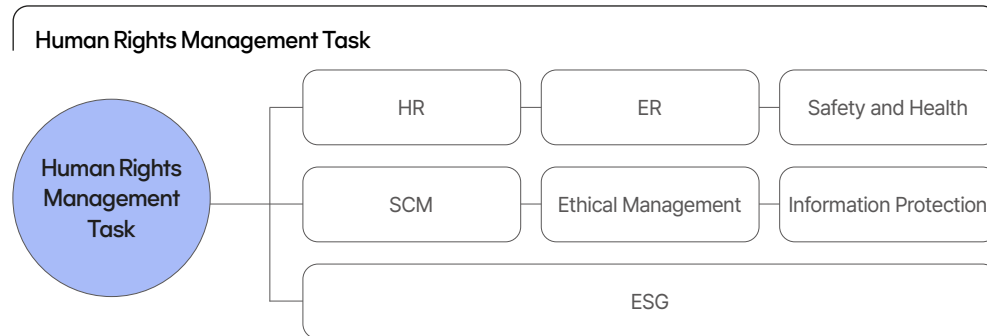 Human Rights Management Task
Human Rights
Management
Task
HR
ER
Safety and Health
SCM
Ethical Management
Information Protection
ESG